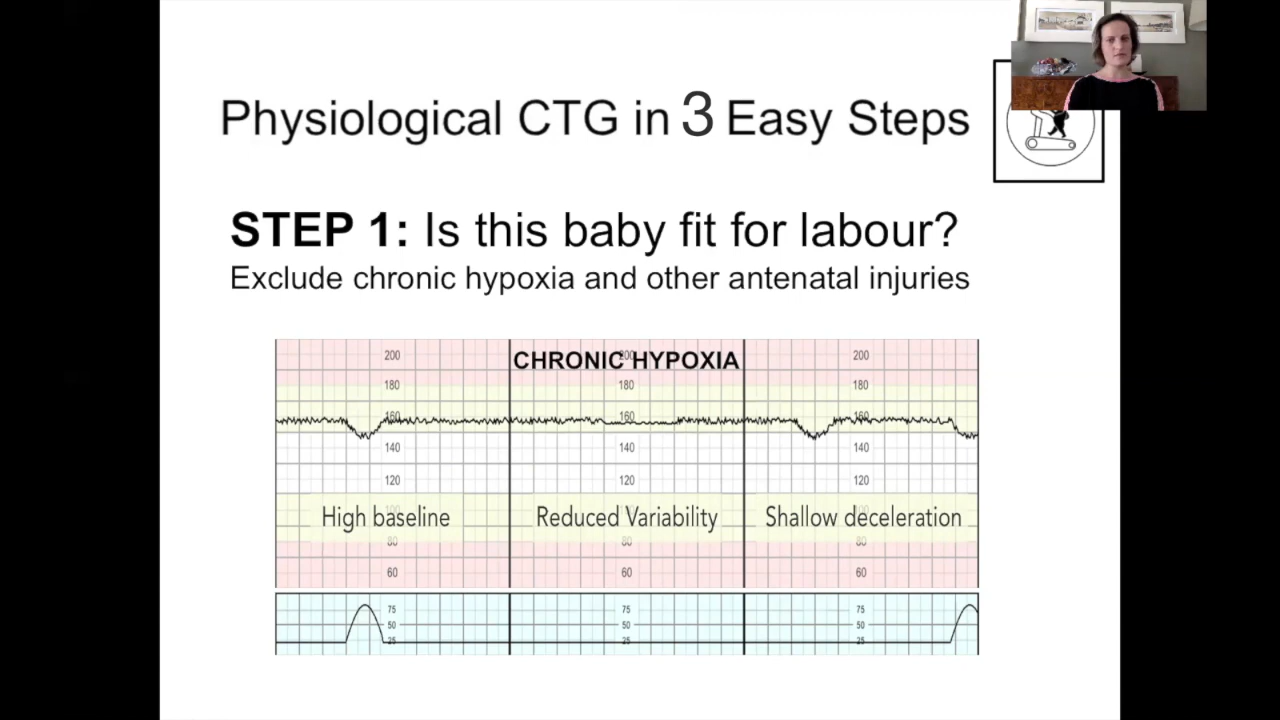 Physiological CTG in 3 Easy Steps
STEP 1: Is this baby fit for labour?
Exclude chronic hypoxia and other antenatal injuries
CHRONIC HYPOXIA
200 200 200
180 180 180
160 160 160
140 140 140
120 120 120
100 100
High baseline Reduced Variability Shallow deceleration
80 80 80
60 60 60
75 75 75
50 50 50
25 25 25